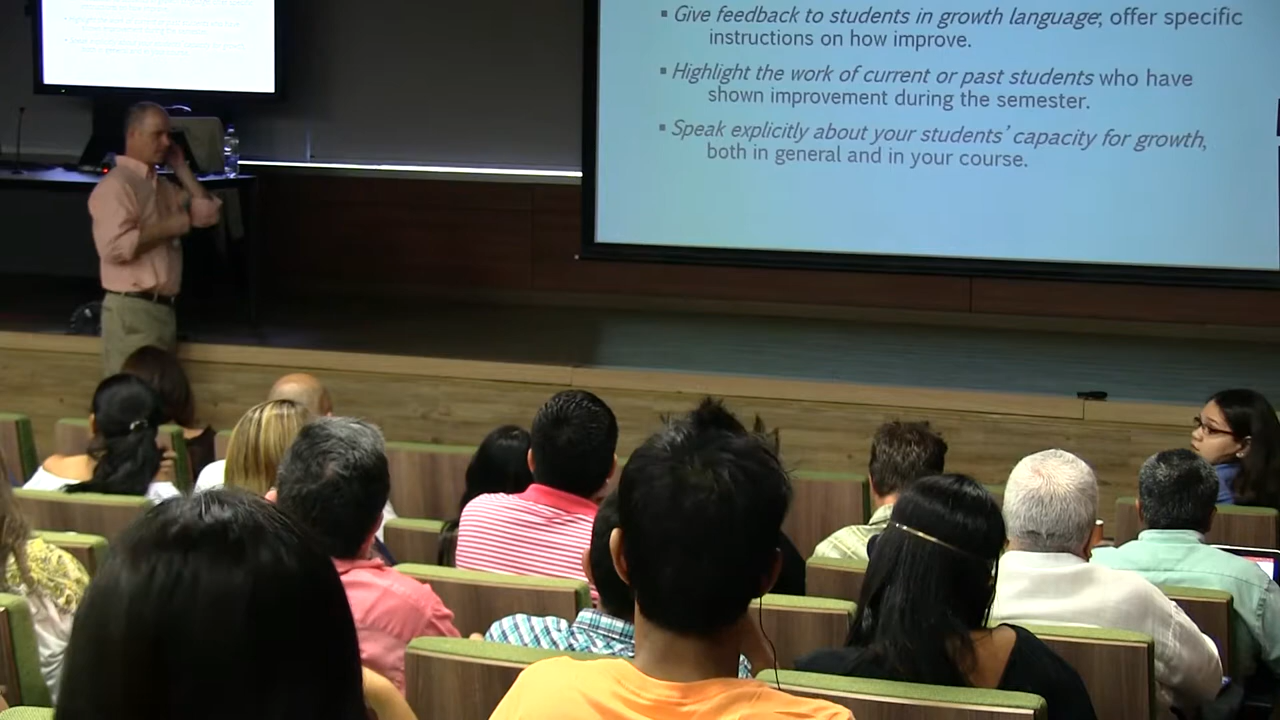 ▪ Give feedback to students in growth language; offer specific
instructions on how improve.
▪ Highlight the work of current or past students who have
shown improvement during the semester.
▪ Speak explicitly about your students’ capacity for growth,
both in general and in your course.